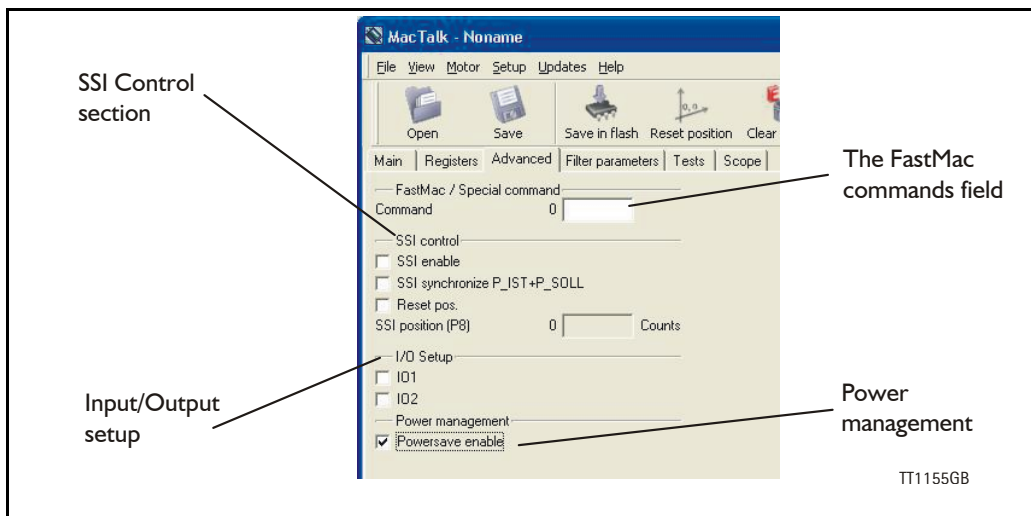 MacTalk - Noname
File View Motor Setup Updates Help
Open Save Save in flash Reset position Clear
Main Registers Advanced Filter parameters Tests Scope
FastMac / Special command
Command 0
SSI control
SSI enable
SSI synchronize P_IST+P_SOLL
Reset pos.
SSI position (P8) 0 Counts
I/O Setup
IO1
IO2
Power management
Powersave enable
SSI Control
section
Input/Output
setup
The FastMac
commands field
Power
management
TT1155GB